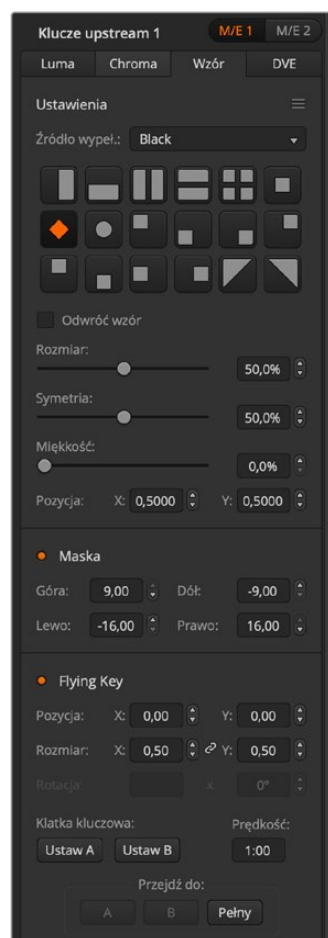 Klucze upstream 1 M/E 1 M/E 2
Luma Chroma Wzór DVE
Ustawienia
Źródło wypeł.: Black
Odwróć wzór
Rozmiar:
50,0%
Symetria:
50,0%
Miękkość:
0,0%
Pozycja: X: 0,5000 Y: 0,5000
Maska
Góra: 9,00 Dół: -9,00
Lewo: -16,00 Prawo: 16,00
Flying Key
Pozycja: X: 0,00 Y: 0,00
Rozmiar: X: 0,50 Y: 0,50
Rotacja: x 0°
Klatka kluczowa: Prędkość:
Ustaw A Ustaw B 1:00
Przejdź do:
A B Pełny